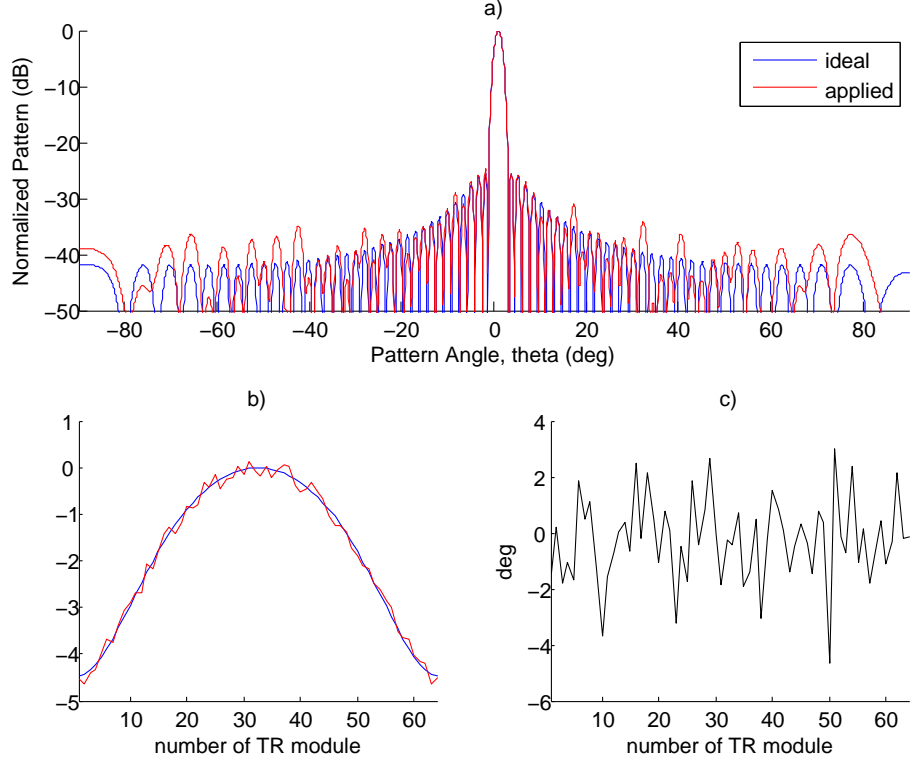 a)
Normalized Pattern (dB)
0
−10
−20
−30
−40
−50
ideal
applied
−80 −60 −40 −20 0 20 40 60 80
Pattern Angle, theta (deg)
b)
1
0
−1
−2
−3
−4
−5
10 20 30 40 50 60
number of TR module
c)
deg
4
2
0
−2
−4
−6
10 20 30 40 50 60
number of TR module